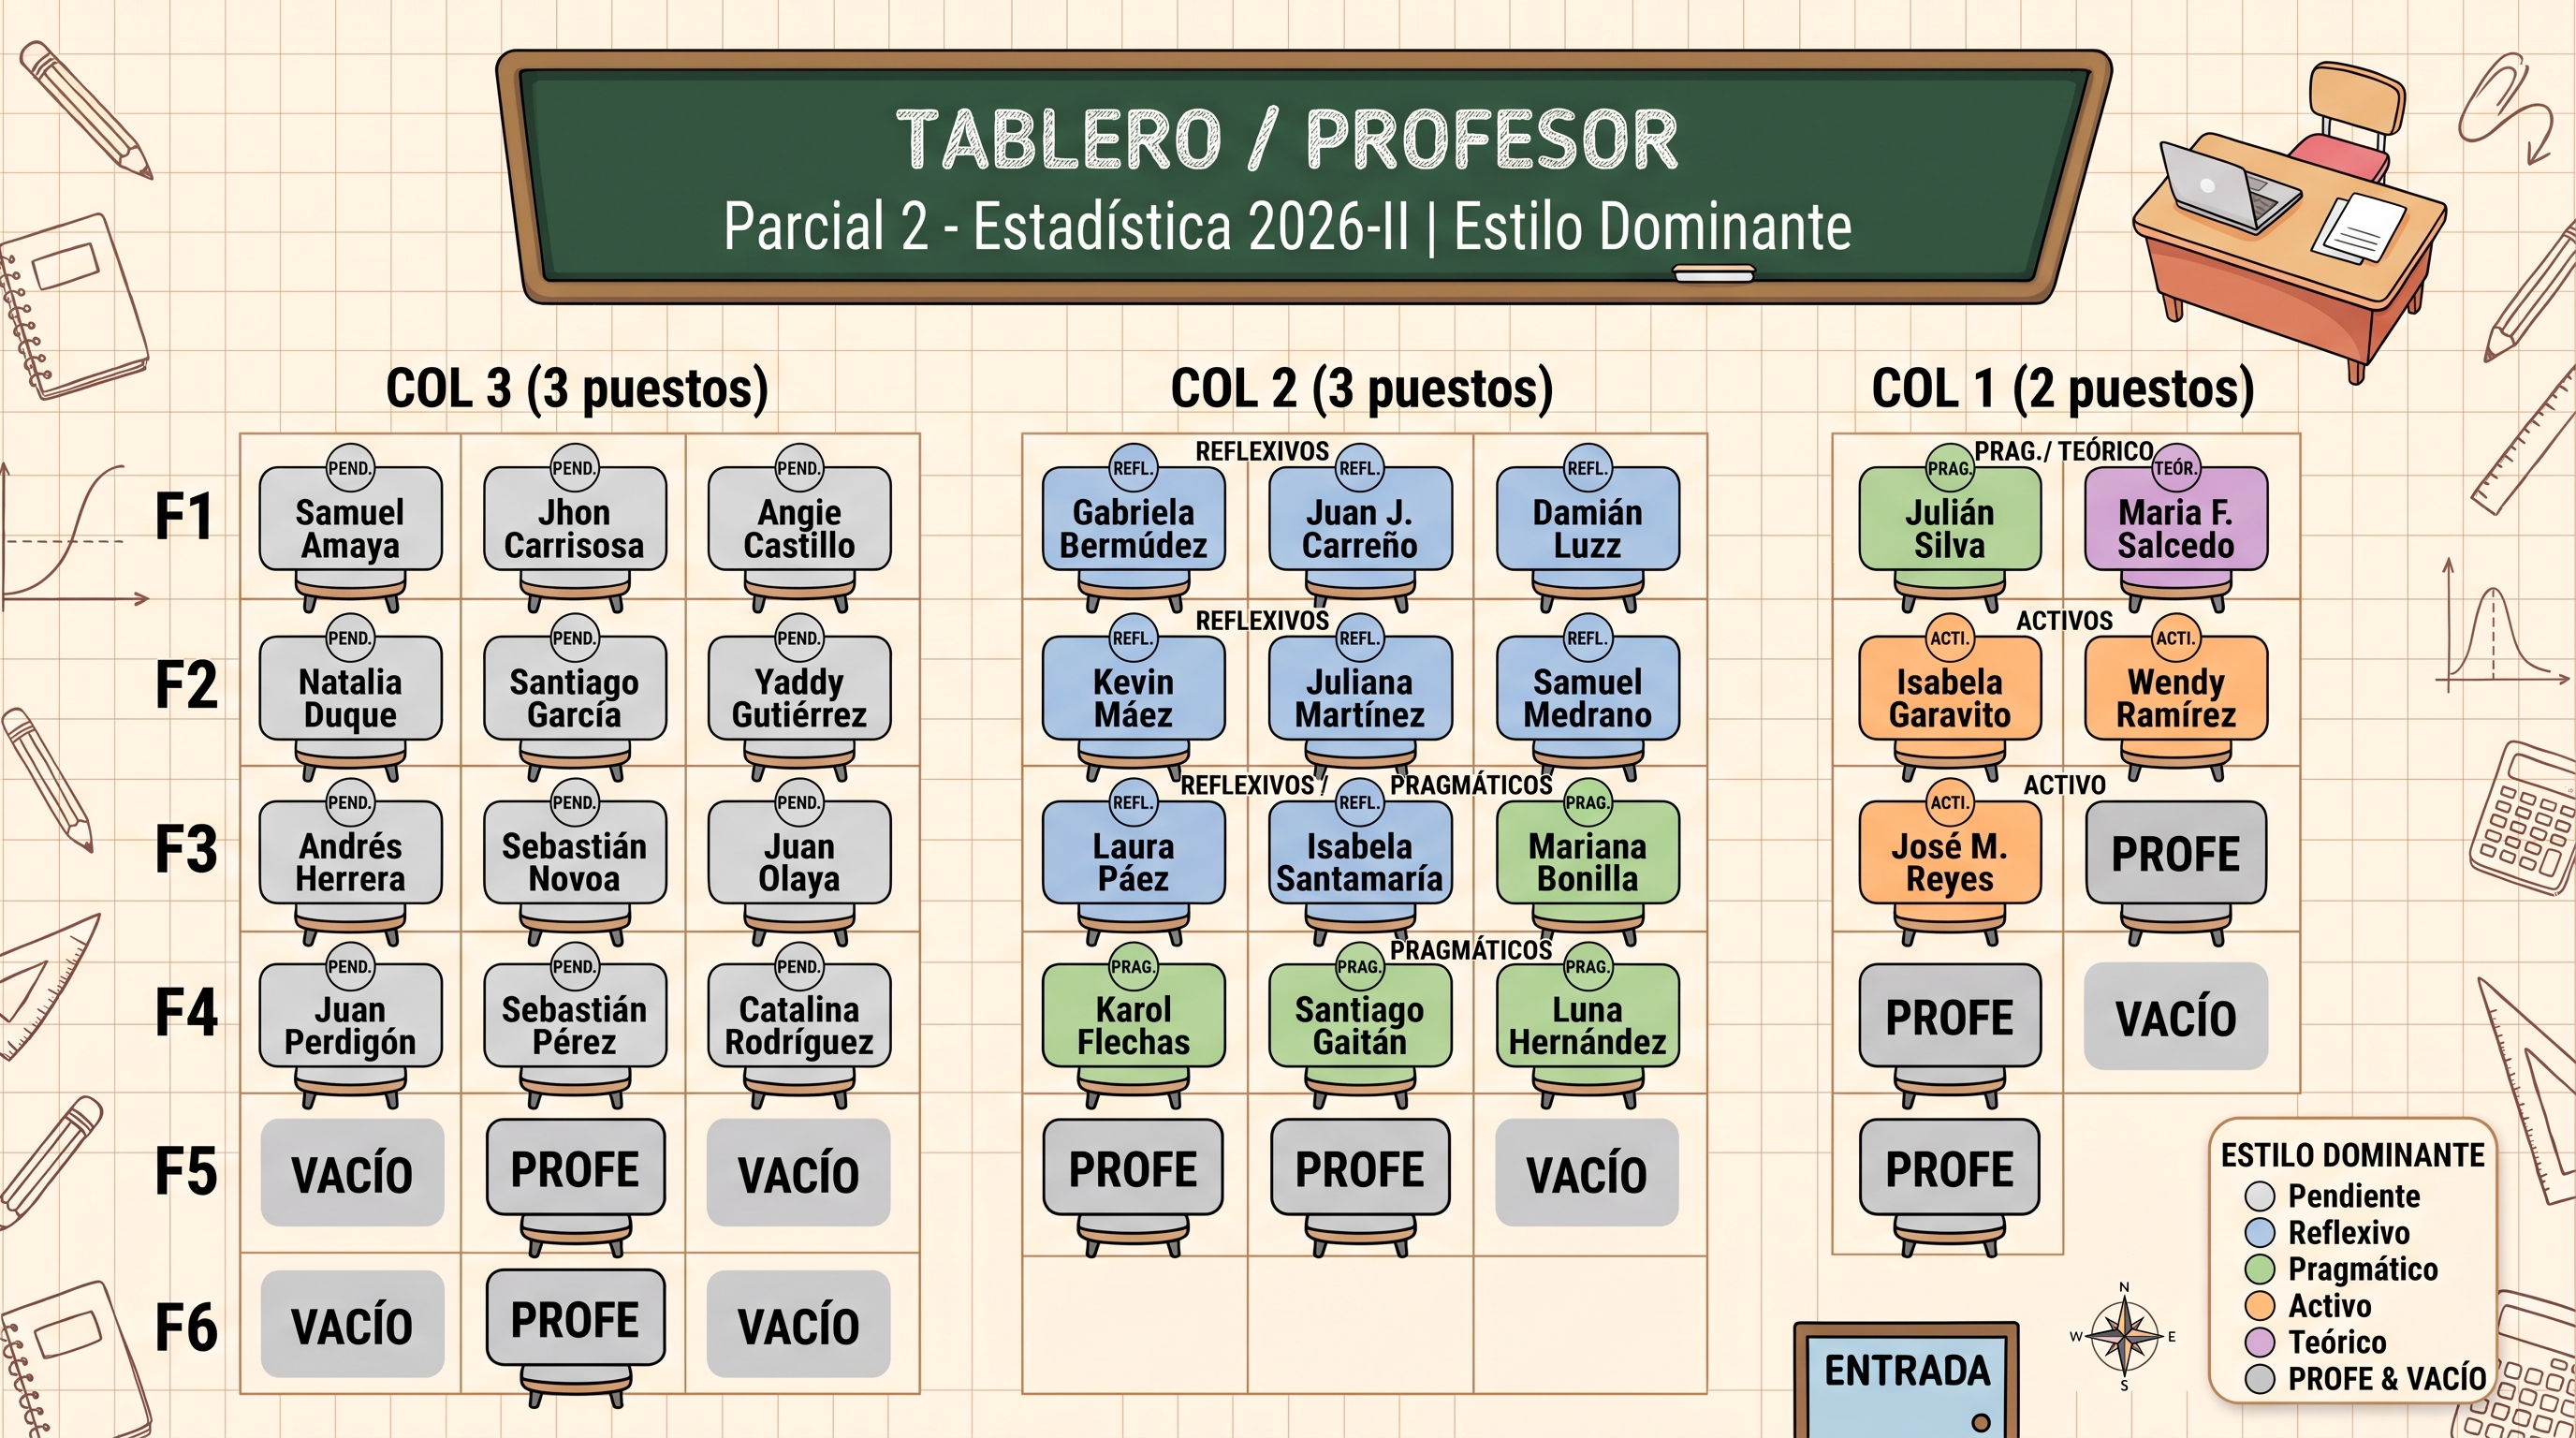 TABLERO / PROFESOR
Parcial 2 - Estadística 2026-II | Estilo Dominante
COL 3 (3 puestos)
COL 2 (3 puestos)
COL 1 (2 puestos)
F1
PEND.
Samuel
Amaya
PEND.
Jhon
Carrisosa
PEND.
Angie
Castillo
REFLEXIVOS
REFL.
Gabriela
Bermúdez
REFL.
Juan J.
Carreño
REFL.
Damián
Luzz
PRAG./ TEÓRICO
PRAG.
Julián
Silva
TEÓR.
Maria F.
Salcedo
F2
PEND.
Natalia
Duque
PEND.
Santiago
García
PEND.
Yaddy
Gutiérrez
REFLEXIVOS
REFL.
Kevin
Máez
REFL.
Juliana
Martínez
REFL.
Samuel
Medrano
ACTIVOS
ACTI.
Isabela
Garavito
ACTI.
Wendy
Ramírez
F3
PEND.
Andrés
Herrera
PEND.
Sebastián
Novoa
PEND.
Juan
Olaya
REFLEXIVOS / PRAGMÁTICOS
REFL.
Laura
Páez
REFL.
Isabela
Santamaría
PRAG.
Mariana
Bonilla
ACTIVO
ACTI.
José M.
Reyes
PROFE
F4
PEND.
Juan
Perdigón
PEND.
Sebastián
Pérez
PEND.
Catalina
Rodríguez
PRAGMÁTICOS
PRAG.
Karol
Flechas
PRAG.
Santiago
Gaitán
PRAG.
Luna
Hernández
PROFE
VACÍO
F5
VACÍO
PROFE
VACÍO
PROFE
PROFE
VACÍO
PROFE
F6
VACÍO
PROFE
VACÍO
ENTRADA
N
W
E
S
ESTILO DOMINANTE
Pendiente
Reflexivo
Pragmático
Activo
Teórico
PROFE & VACÍO